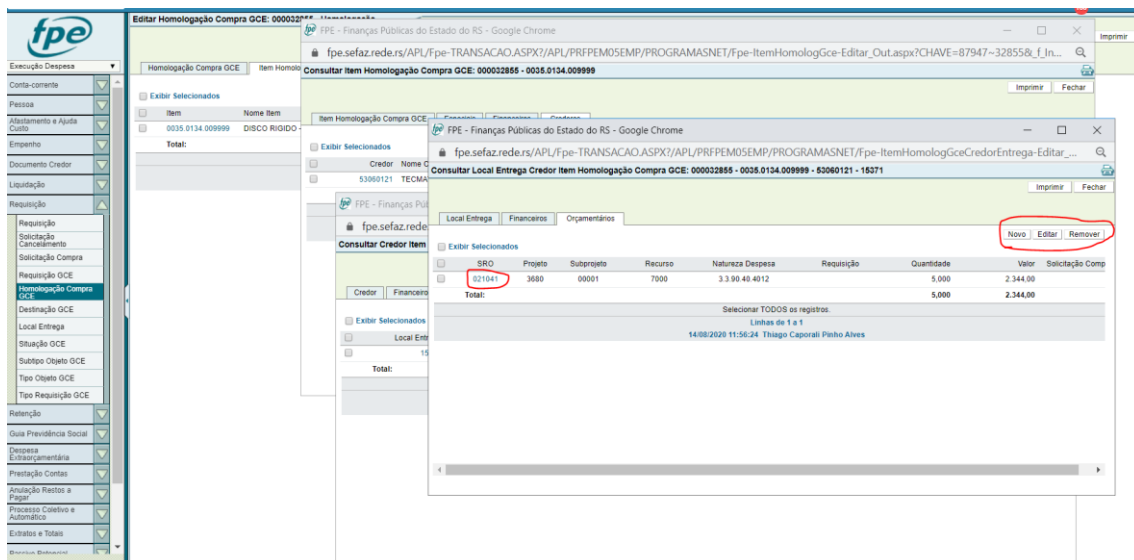 fpe
Execução Despesa
Conta-corrente
Pessoa
Afastamento e Ajuda
Custo
Empenho
Documento Credor
Liquidação
Requisição
Requisição
Solicitação
Cancelamento
Solicitação Compra
Requisição GCE
Homologação Compra
GCE
Destinação GCE
Local Entrega
Situação GCE
Subtipo Objeto GCE
Tipo Objeto GCE
Tipo Requisição GCE
Retenção
Guia Previdência Social
Despesa
Extraorçamentária
Prestação Contas
Anulação Restos a
Pagar
Processo Coletivo e
Automático
Extratos e Totais
Editar Homologação Compra GCE:
Imprimir
Homologação Compra GCE Item Homolo
Exibir Selecionados
Item Nome Item
0035.0134.009999 DISCO RIGIDO -
Total:
fpe FPE - Finanças Públicas do Estado do RS - Google Chrome
fpe.sefaz.rede.rs/APL/Fpe-TRANSACAO.ASPX?/APL/PRFPEM05EMP/PROGRAMASNET/Fpe-ItemHomologGce-Editar_Out.aspx?CHAVE=87947~32855&_f_In...
Consultar Item Homologação Compra GCE: 000032855 - 0035.0134.009999
Imprimir Fechar
Item Homologação Compra GCE
Exibir Selecionados
Credor Nome C
53060121 TECMA
fpe FPE - Finanças Púb
fpe.sefaz.rede
Consultar Credor Item
Credor Financeiro
Exibir Selecionados
Local Entr
15
Total:
fpe FPE - Finanças Públicas do Estado do RS - Google Chrome
fpe.sefaz.rede.rs/APL/Fpe-TRANSACAO.ASPX?/APL/PRFPEM05EMP/PROGRAMASNET/Fpe-ItemHomologGceCredorEntrega-Editar_...
Consultar Local Entrega Credor Item Homologação Compra GCE: 000032855 - 0035.0134.009999 - 53060121 - 15371
Imprimir Fechar
Local Entrega Financeiros Orçamentários
Novo Editar Remover
Exibir Selecionados
SRO Projeto Subprojeto Recurso Natureza Despesa Requisição Quantidade Valor Solicitação Comp
021041 3680 00001 7000 3.3.90.40.4012 5,000 2.344,00
Total: 5,000 2.344,00
Selecionar TODOS os registros.
Linhas de 1 a 1
14/08/2020 11:56:24 Thiago Caporali Pinho Alves